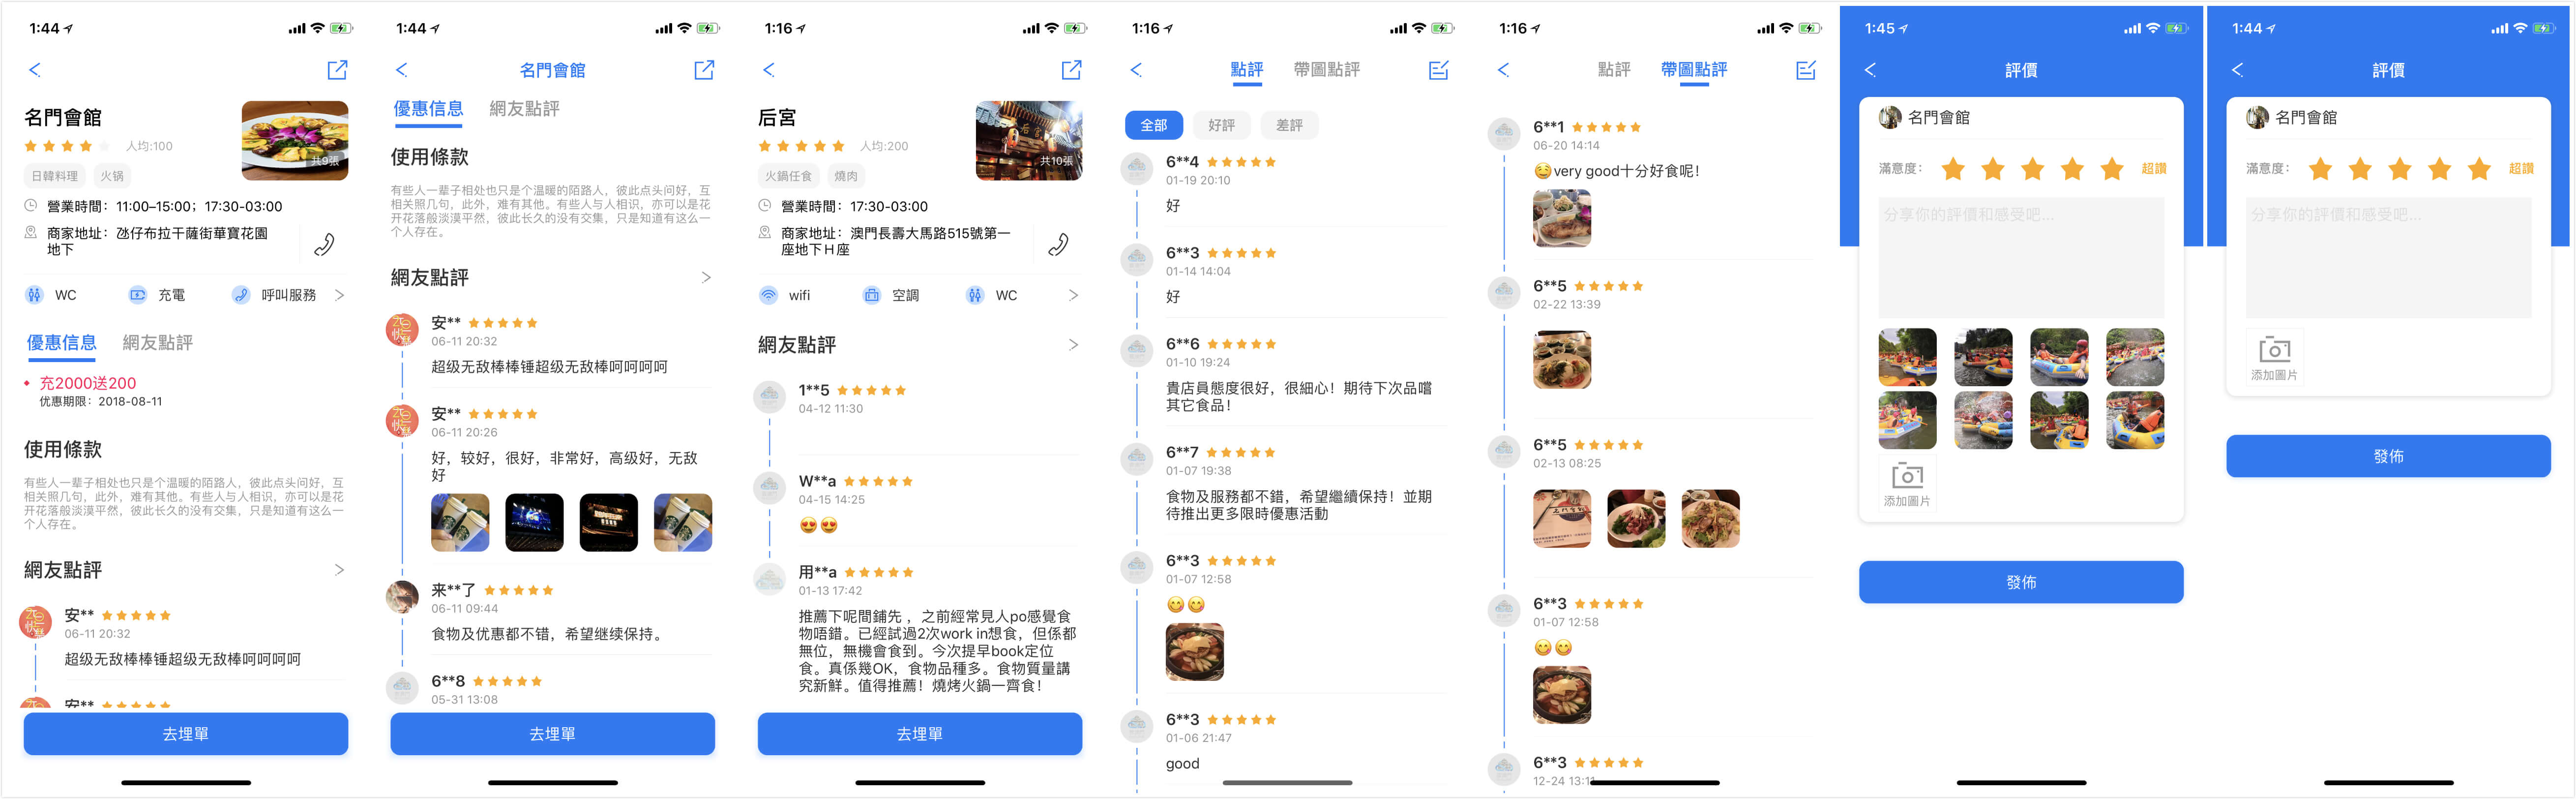 1:44
名門會館
人均:100
共9張
日韓料理 火锅
營業時間：11:00–15:00；17:30-03:00
商家地址：氹仔布拉干薩街華寶花園
地下
WC 充電 呼叫服務
優惠信息 網友點評
充2000送200
优惠期限：2018-08-11
使用條款
有些人一辈子相处也只是个温暖的陌路人，彼此点头问好，互
相关照几句，此外，难有其他。有些人与人相识，亦可以是花
开花落般淡漠平然，彼此长久的没有交集，只是知道有这么一
个人存在。
網友點評
安**
06-11 20:32
超级无敌棒棒锤超级无敌棒呵呵呵呵
安**
去埋單
1:44
名門會館
優惠信息 網友點評
使用條款
有些人一辈子相处也只是个温暖的陌路人，彼此点头问好，互
相关照几句，此外，难有其他。有些人与人相识，亦可以是花
开花落般淡漠平然，彼此长久的没有交集，只是知道有这么一
个人存在。
網友點評
安**
06-11 20:32
超级无敌棒棒锤超级无敌棒呵呵呵呵
安**
06-11 20:26
好，较好，很好，非常好，高级好，无敌
好
来**了
06-11 09:44
食物及优惠都不错，希望继续保持。
6**8
05-31 13:08
去埋單
1:16
后宮
人均:200
共10張
火鍋任食 燒肉
營業時間：17:30-03:00
商家地址：澳門長壽大馬路515號第一
座地下H座
wifi 空調 WC
網友點評
1**5
04-12 11:30
W**a
04-15 14:25
😍😍
用**a
01-13 17:42
推薦下呢間鋪先 ，之前經常見人po感覺食
物唔錯。已經試過2次work in想食，但係都
無位，無機會食到。今次提早book定位
食。真係幾OK，食物品種多。食物質量講
究新鮮。值得推薦！燒烤火鍋一齊食！
去埋單
1:16
點評 帶圖點評
全部 好評 差評
6**4
01-19 20:10
好
6**3
01-14 14:04
好
6**6
01-10 19:24
貴店員態度很好，很細心！期待下次品嚐
其它食品！
6**7
01-07 19:38
食物及服務都不錯，希望繼續保持！並期
待推出更多限時優惠活動
6**3
01-07 12:58
😋😋
6**3
01-06 21:47
good
1:16
點評 帶圖點評
6**1
06-20 14:14
😊very good十分好食呢！
6**5
02-22 13:39
6**5
02-13 08:25
6**3
01-07 12:58
😋😋
6**3
12-24 13:11
1:45
評價
名門會館
滿意度： 超讚
分享你的評價和感受吧...
添加圖片
發佈
1:44
評價
名門會館
滿意度： 超讚
分享你的評價和感受吧...
添加圖片
發佈